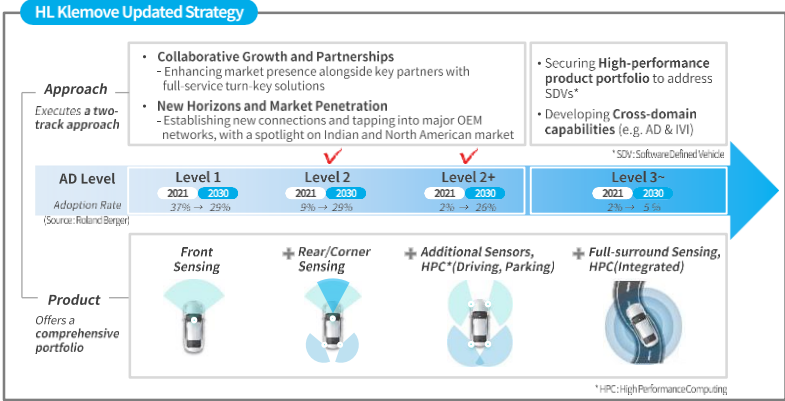 HL Klemove Updated Strategy
Approach
Executes a two-
track approach
• Collaborative Growth and Partnerships
– Enhancing market presence alongside key partners with
full-service turn-key solutions
• New Horizons and Market Penetration
– Establishing new connections and tapping into major OEM
networks, with a spotlight on Indian and North American market
• Securing High-performance
product portfolio to address
SDVs*
• Developing Cross-domain
capabilities (e.g. AD & IVI)
* SDV : Software Defined Vehicle
AD Level
Adoption Rate
(Source : Roland Berger)
Level 1
2021 2030
37% → 29%
Level 2
2021 2030
9% → 29%
Level 2+
2021 2030
2% → 26%
Level 3~
2021 2030
2% → 5%
Product
Offers a
comprehensive
portfolio
Front
Sensing
+ Rear/Corner
Sensing
+ Additional Sensors,
HPC*(Driving, Parking)
+ Full-surround Sensing,
HPC(Integrated)
* HPC : High Performance Computing